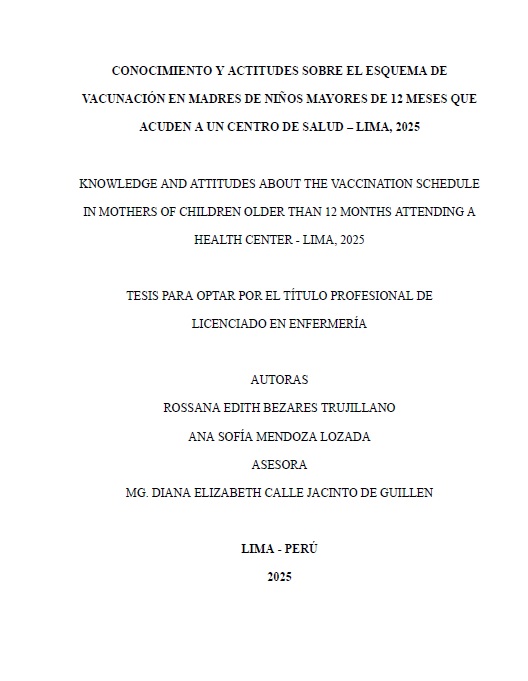 CONOCIMIENTO Y ACTITUDES SOBRE EL ESQUEMA DE
VACUNACIÓN EN MADRES DE NIÑOS MAYORES DE 12 MESES QUE
ACUDEN A UN CENTRO DE SALUD – LIMA, 2025
KNOWLEDGE AND ATTITUDES ABOUT THE VACCINATION SCHEDULE
IN MOTHERS OF CHILDREN OLDER THAN 12 MONTHS ATTENDING A
HEALTH CENTER - LIMA, 2025
TESIS PARA OPTAR POR EL TÍTULO PROFESIONAL DE
LICENCIADO EN ENFERMERÍA
AUTORAS
ROSSANA EDITH BEZARES TRUJILLANO
ANA SOFÍA MENDOZA LOZADA
ASESORA
MG. DIANA ELIZABETH CALLE JACINTO DE GUILLEN
LIMA - PERÚ
2025